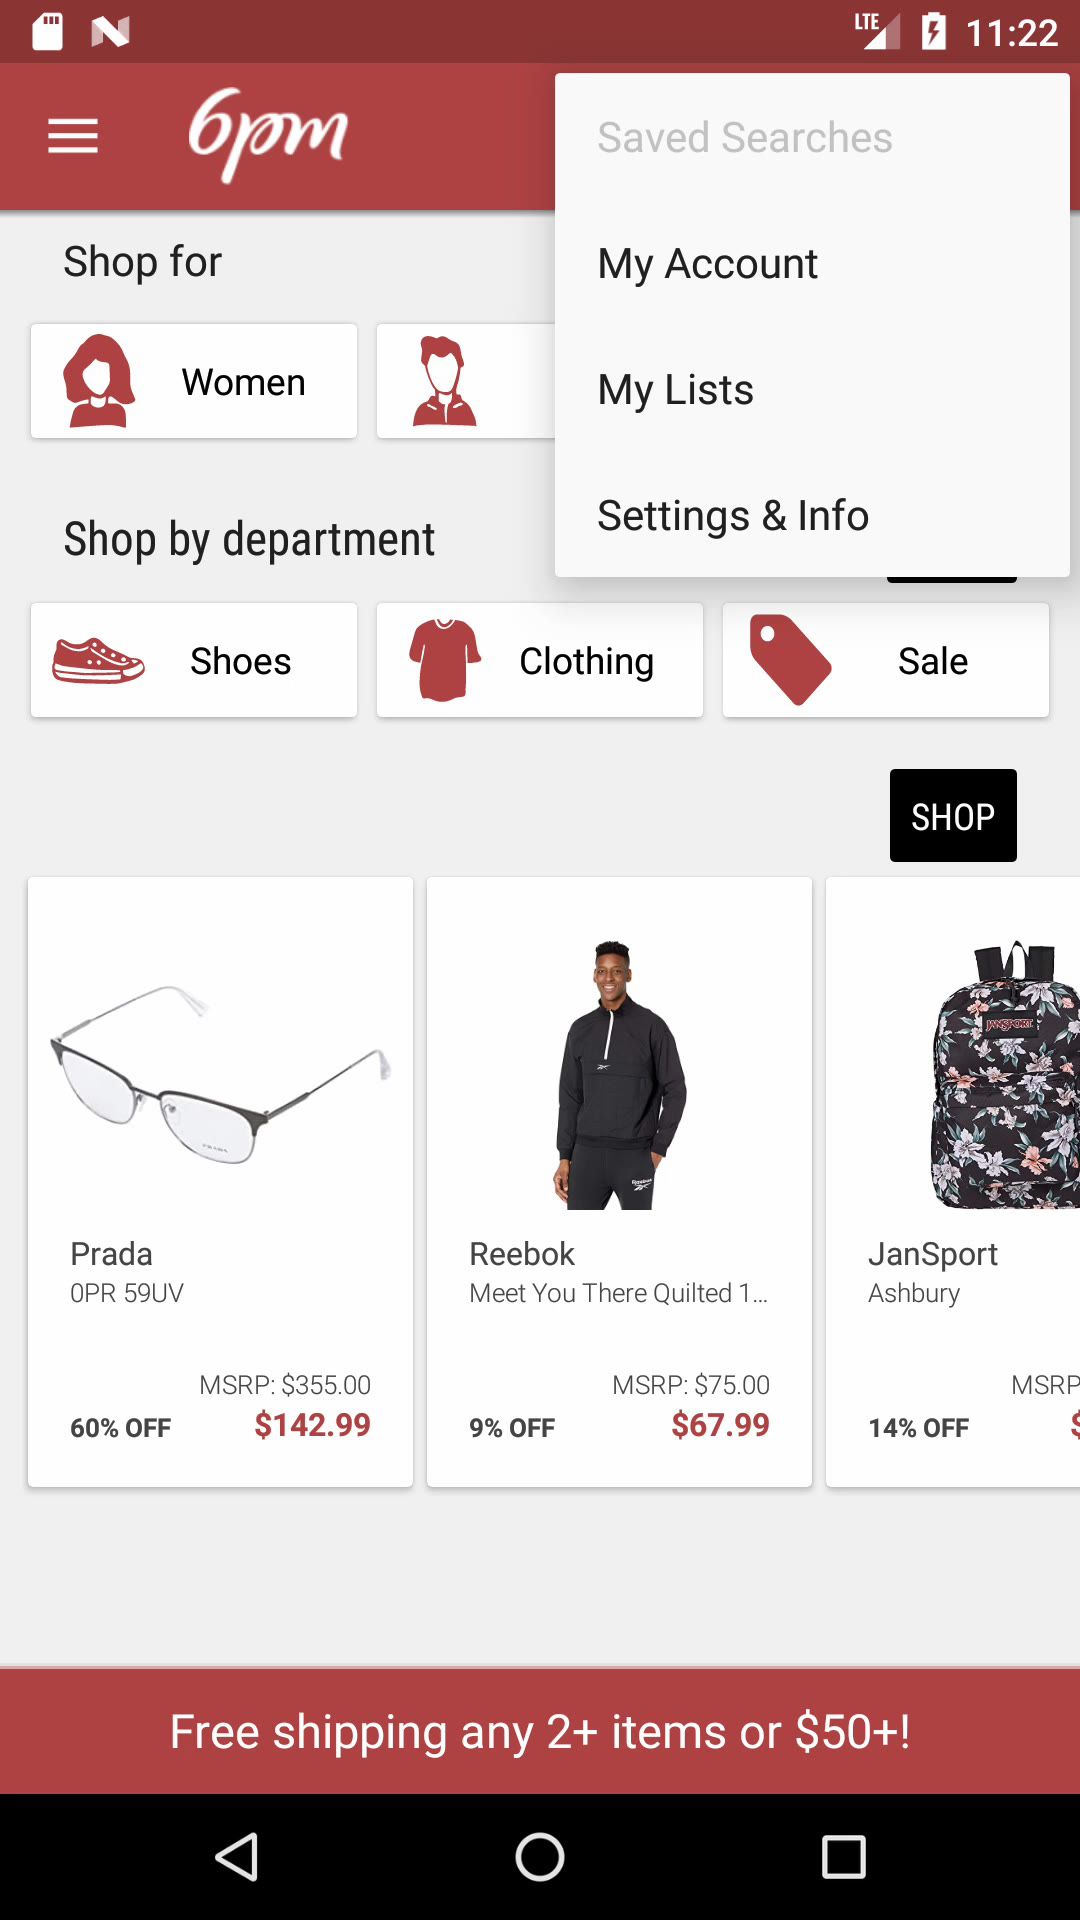 LTE 11:22
6pm
Saved Searches
My Account
My Lists
Settings & Info
Shop for
Women
Shop by department
Shoes
Clothing
Sale
SHOP
PRADA
Reebok
JANSPORT
Prada
0PR 59UV
MSRP: $355.00
60% OFF
$142.99
Reebok
Meet You There Quilted 1...
MSRP: $75.00
9% OFF
$67.99
JanSport
Ashbury
MSRP
14% OFF
$
Free shipping any 2+ items or $50+!